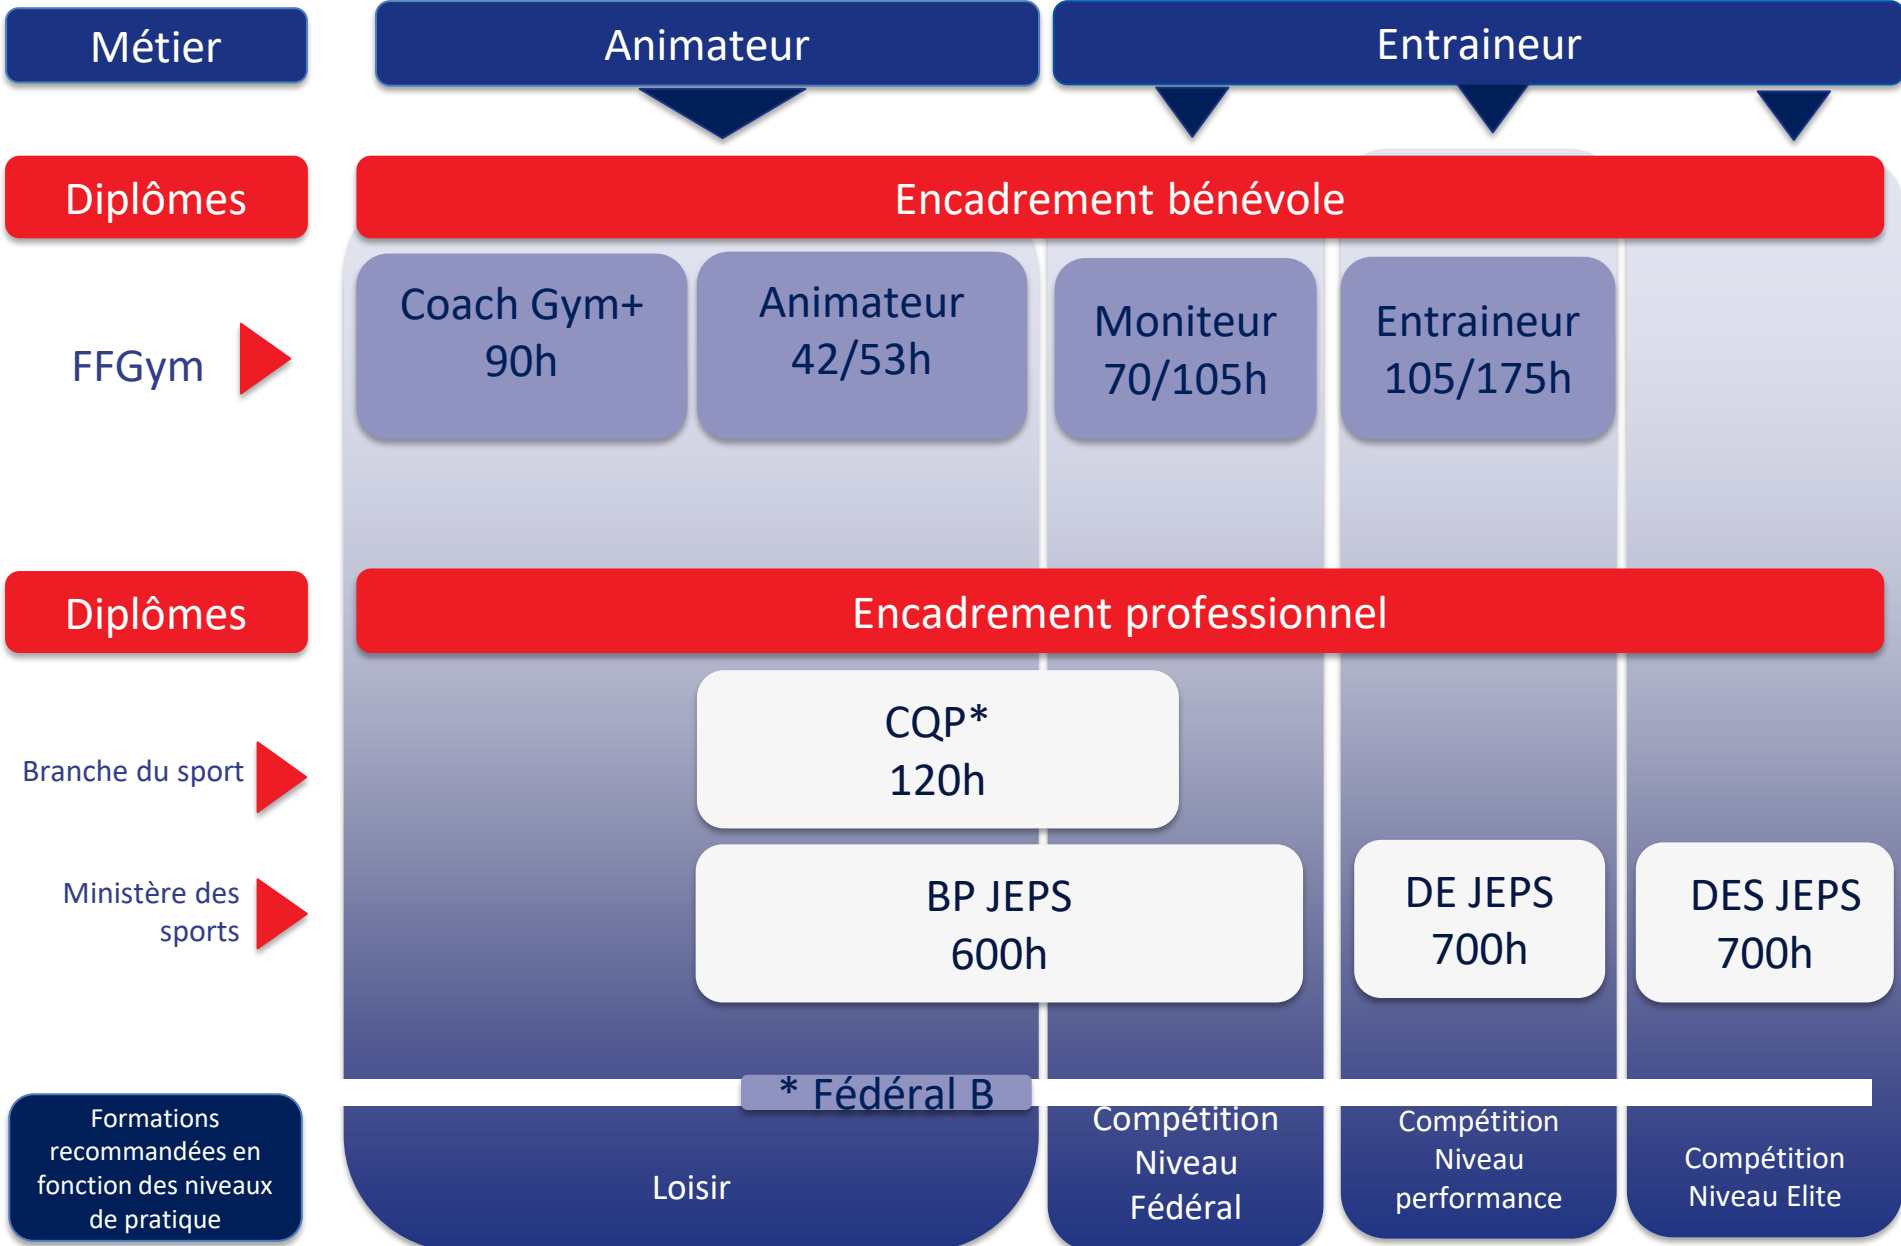 Métier
Animateur
Entraineur
Diplômes
Encadrement bénévole
FFGym
Coach Gym+
90h
Animateur
42/53h
Moniteur
70/105h
Entraineur
105/175h
Diplômes
Encadrement professionnel
Branche du sport
CQP*
120h
Ministère des
sports
BP JEPS
600h
DE JEPS
700h
DES JEPS
700h
* Fédéral B
Formations
recommandées en
fonction des niveaux
de pratique
Loisir
Compétition
Niveau
Fédéral
Compétition
Niveau
performance
Compétition
Niveau Elite